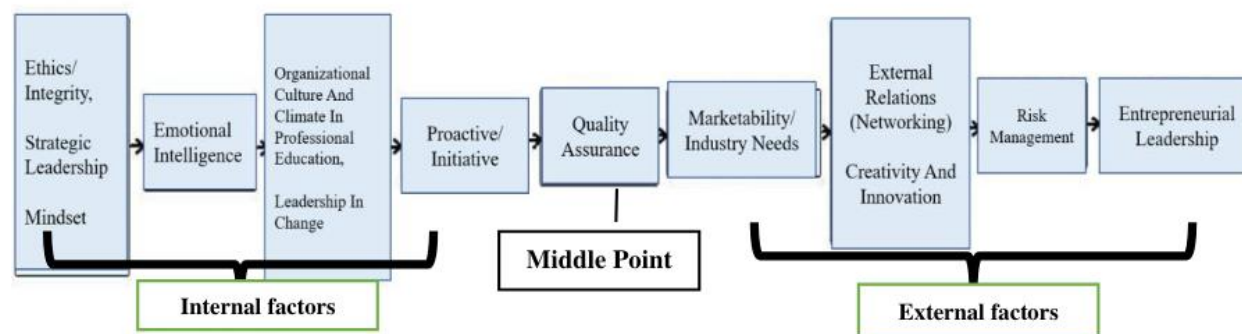 Ethics/
Integrity,
Strategic
Leadership
Mindset
Emotional
Intelligence
Organizational
Culture And
Climate In
Professional
Education,
Leadership In
Change
Proactive/
Initiative
Quality
Assurance
Marketability/
Industry Needs
External
Relations
(Networking)
Creativity And
Innovation
Risk
Management
Entrepreneurial
Leadership
Internal factors
Middle Point
External factors